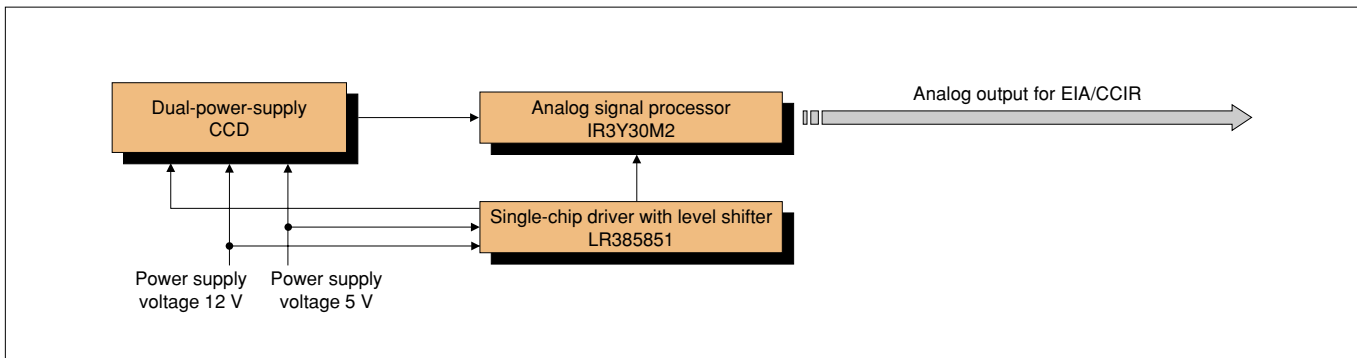 Dual-power-supply
CCD
Analog signal processor
IR3Y30M2
Analog output for EIA/CCIR
Single-chip driver with level shifter
LR385851
Power supply
voltage 12 V
Power supply
voltage 5 V